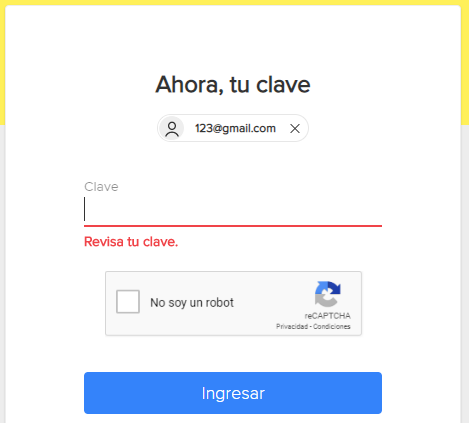 Ahora, tu clave
123@gmail.com
Clave
Revisa tu clave.
No soy un robot
reCAPTCHA
Privacidad - Condiciones
Ingresar